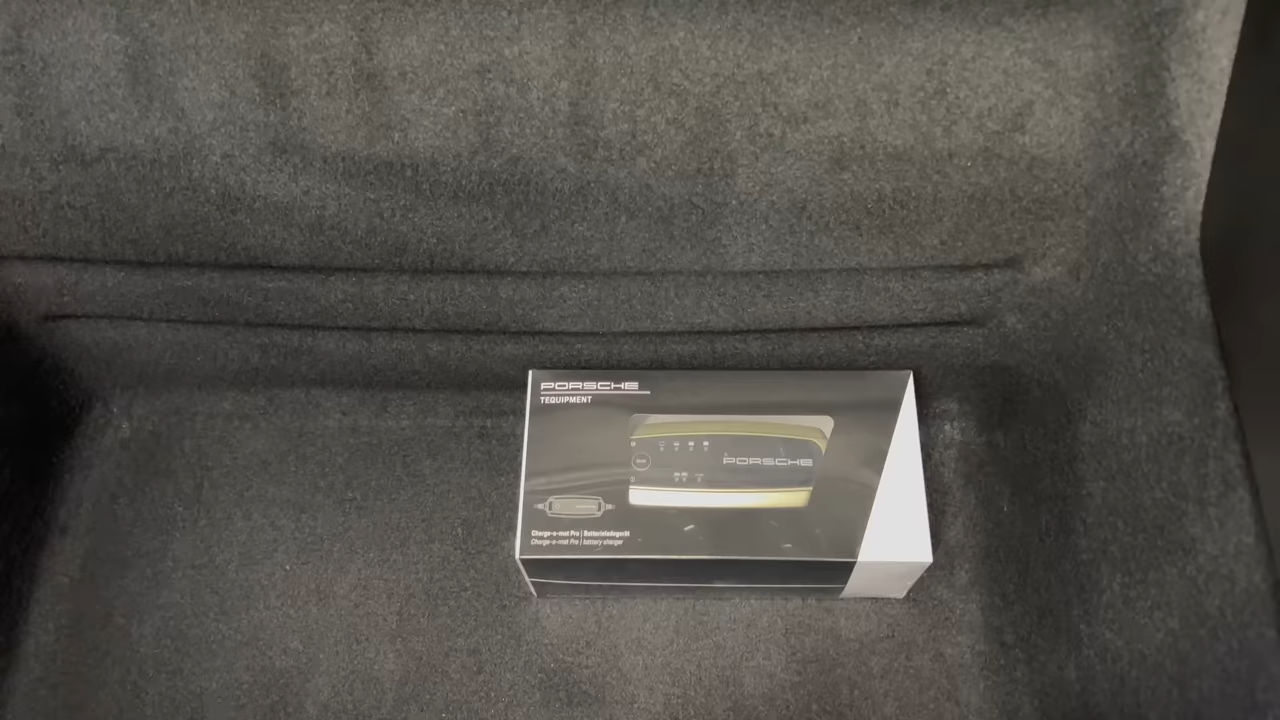 PORSCHE
TEQUIPMENT
PORSCHE
Charge-o-mat Pro | Batterieladegerät
Charge-o-mat Pro | battery charger